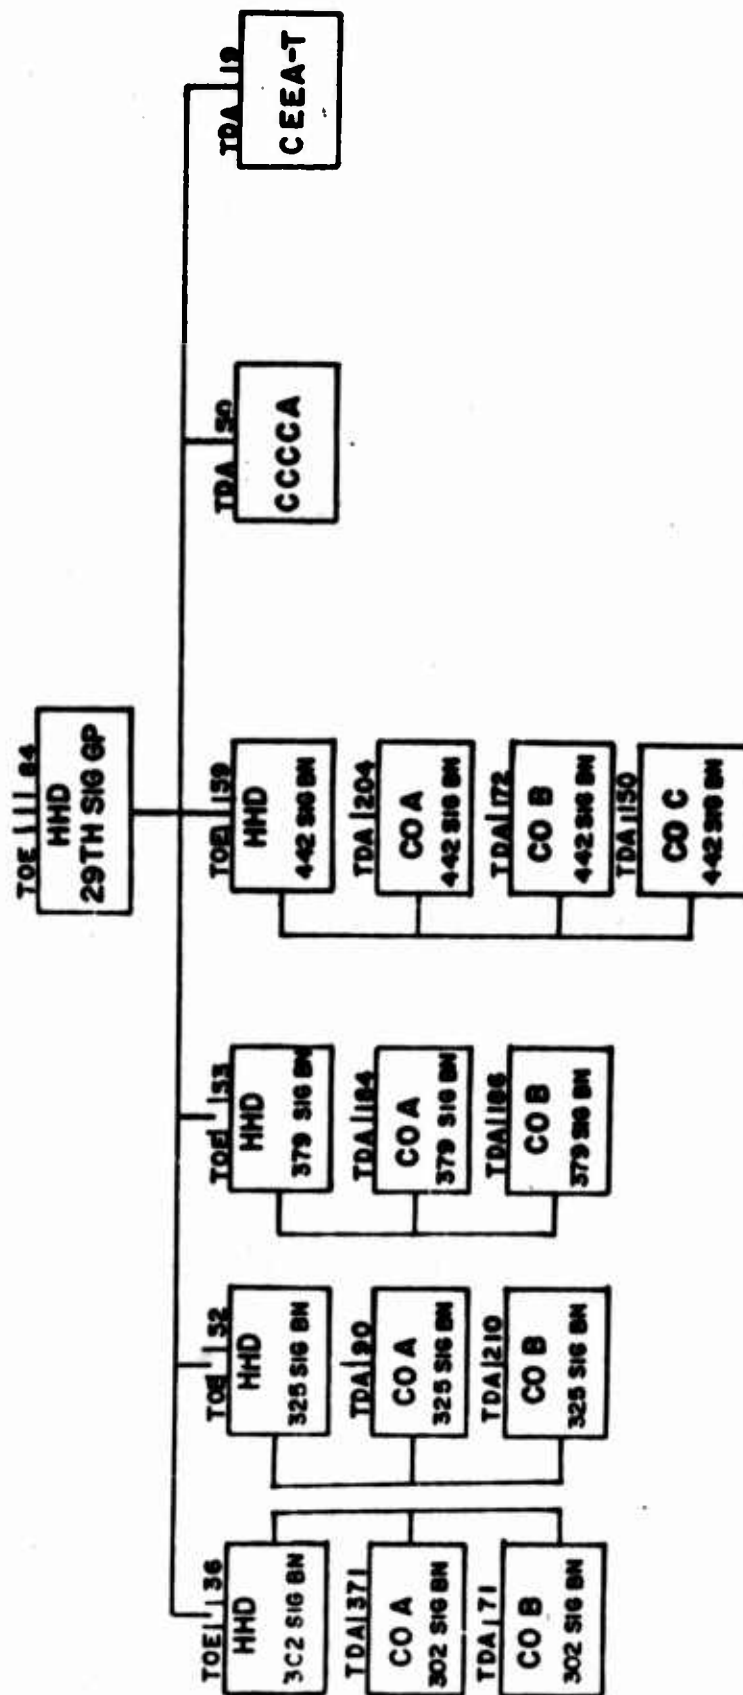 TOE | 84
HHD
29TH SIG GP
TOE | 36
HHD
302 SIG BN
TDA | 371
CO A
302 SIG BN
TDA | 71
CO B
302 SIG BN
TOE | 32
HHD
325 SIG BN
TDA | 90
CO A
325 SIG BN
TDA | 210
CO B
325 SIG BN
TOE | 33
HHD
379 SIG BN
TDA | 184
CO A
379 SIG BN
TDA | 186
CO B
379 SIG BN
TOE | 39
HHD
442 SIG BN
TDA | 204
CO A
442 SIG BN
TDA | 172
CO B
442 SIG BN
TDA | 150
CO C
442 SIG BN
TDA | 50
CCCCA
TDA | 19
CEEA-T